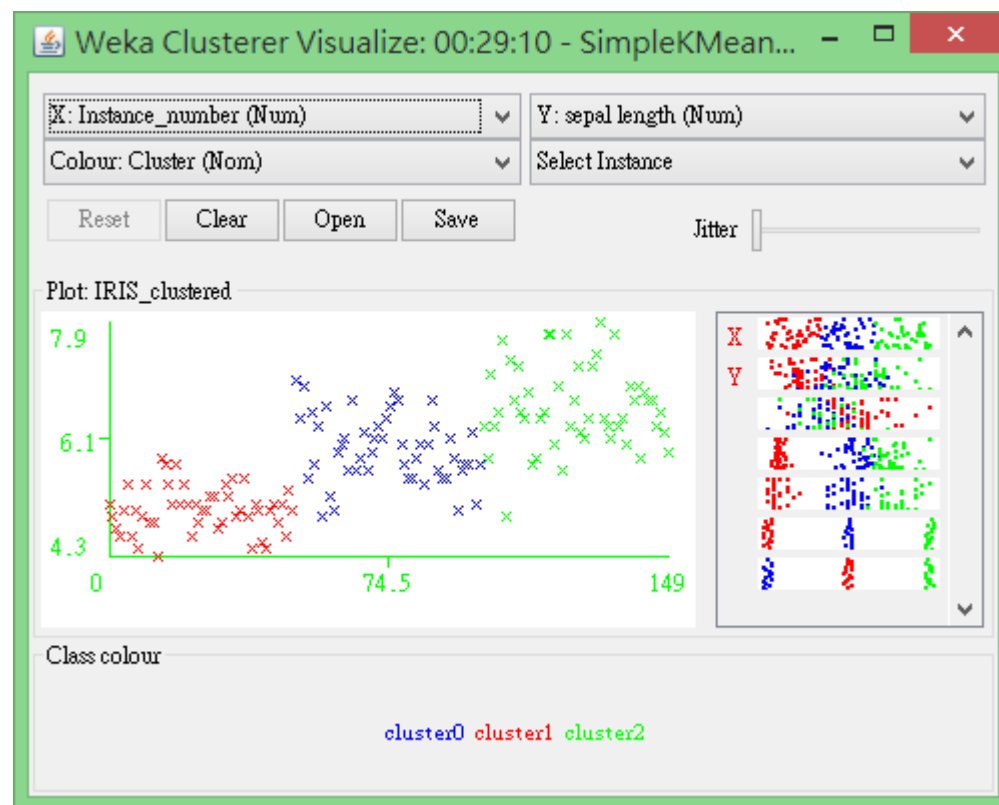 Weka Clusterer Visualize: 00:29:10 - SimpleKMean...
X: Instance_number (Num) Y: sepal length (Num)
Colour: Cluster (Nom) Select Instance
Reset Clear Open Save Jitter
Plot: IRIS_clustered
7.9
6.1
4.3
0 74.5 149
X
Y
Class colour
cluster0 cluster1 cluster2